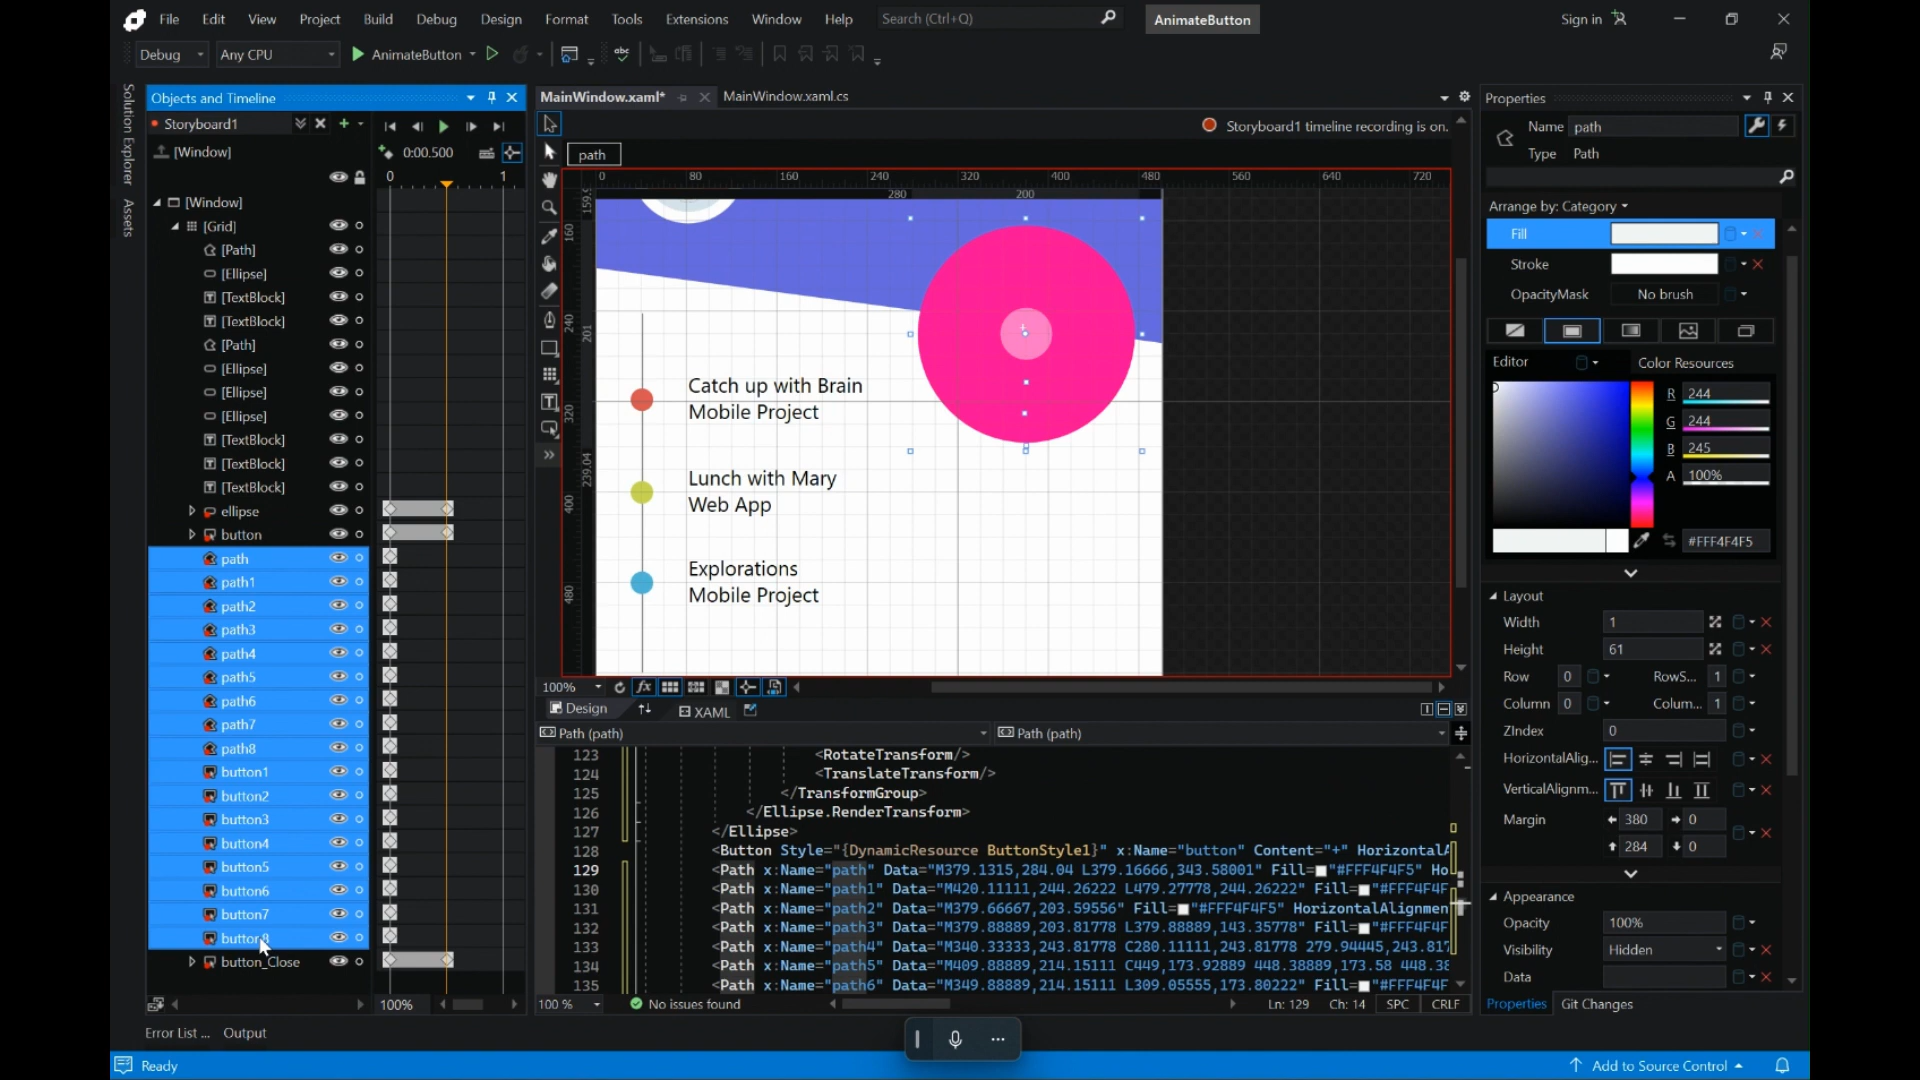 File Edit View Project Build Debug Design Format Tools Extensions Window Help Search (Ctrl+Q) AnimateButton Sign in
Debug Any CPU AnimateButton
Solution Explorer
Assets
Objects and Timeline
Storyboard1
[Window]
0:00.500
0 1
[Window]
[Grid]
[Path]
[Ellipse]
[TextBlock]
[TextBlock]
[Path]
[Ellipse]
[Ellipse]
[Ellipse]
[TextBlock]
[TextBlock]
[TextBlock]
ellipse
button
path
path1
path2
path3
path4
path5
path6
path7
path8
button1
button2
button3
button4
button5
button6
button7
button8
button_Close
100%
MainWindow.xaml* MainWindow.xaml.cs
Storyboard1 timeline recording is on.
path
0 80 160 240 320 400 480 560 640 720
280 200
159.5
160
240
201
320
239.04
400
480
560
Catch up with Brain
Mobile Project
Lunch with Mary
Web App
Explorations
Mobile Project
100% fx
Design XAML
Path (path) Path (path)
123 <RotateTransform/>
124 <TranslateTransform/>
125 </TransformGroup>
126 </Ellipse.RenderTransform>
127 </Ellipse>
128 <Button Style="{DynamicResource ButtonStyle1}" x:Name="button" Content="+" HorizontalA
129 <Path x:Name="path" Data="M379.1315,284.04 L379.16666,343.58001" Fill="#FFF4F4F5" Ho
130 <Path x:Name="path1" Data="M420.11111,244.26222 L479.27778,244.26222" Fill="#FFF4F4F
131 <Path x:Name="path2" Data="M379.66667,203.59556" Fill="#FFF4F4F5" HorizontalAlignmen
132 <Path x:Name="path3" Data="M379.88889,203.81778 L379.88889,143.35778" Fill="#FFF4F4F
133 <Path x:Name="path4" Data="M340.33333,243.81778 C280.11111,243.81778 279.94445,243.817
134 <Path x:Name="path5" Data="M409.88889,214.15111 C449,173.92889 448.38889,173.58 448.38
135 <Path x:Name="path6" Data="M349.88889,214.15111 L309.05555,173.80222" Fill="#FFF4F4F
100 % No issues found Ln: 129 Ch: 14 SPC CRLF
Properties
Name path
Type Path
Arrange by: Category
Fill
Stroke
OpacityMask No brush
Editor Color Resources
R 244
G 244
B 245
A 100%
#FFF4F4F5
Layout
Width 1
Height 61
Row 0 RowS... 1
Column 0 Colum... 1
ZIndex 0
HorizontalAlig...
VerticalAlignm...
Margin 380 0
284 0
Appearance
Opacity 100%
Visibility Hidden
Data
Properties Git Changes
Error List ... Output
Ready Add to Source Control